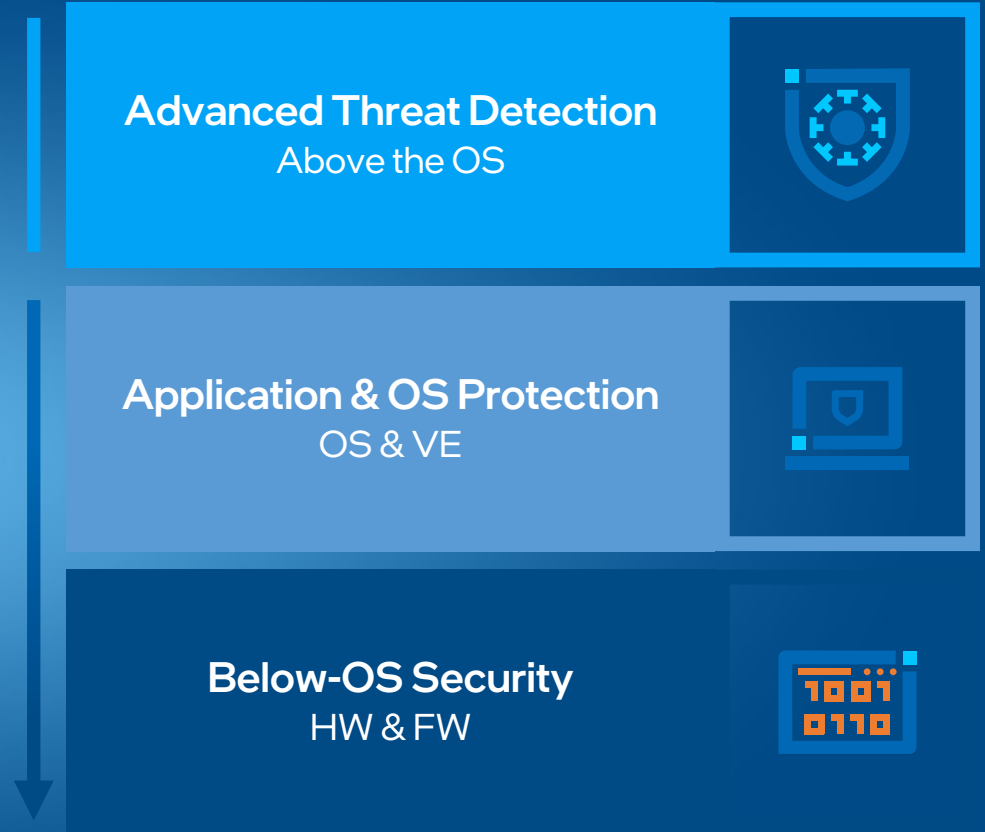 Advanced Threat Detection
Above the OS
Application & OS Protection
OS & VE
Below-OS Security
HW & FW
1001
0110